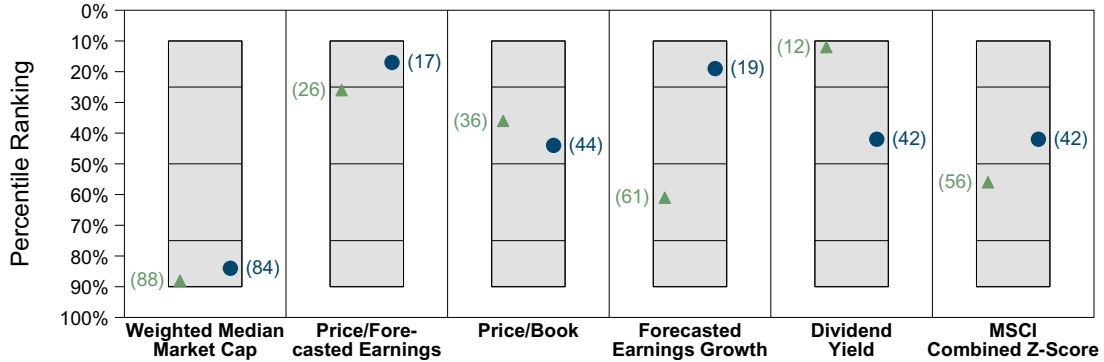 Percentile Ranking
0%
10%
20%
30%
40%
50%
60%
70%
80%
90%
100%
(88)
(84)
(26)
(17)
(36)
(44)
(61)
(19)
(12)
(42)
(56)
(42)
Weighted Median
Market Cap
Price/Fore-
casted Earnings
Price/Book
Forecasted
Earnings Growth
Dividend
Yield
MSCI
Combined Z-Score